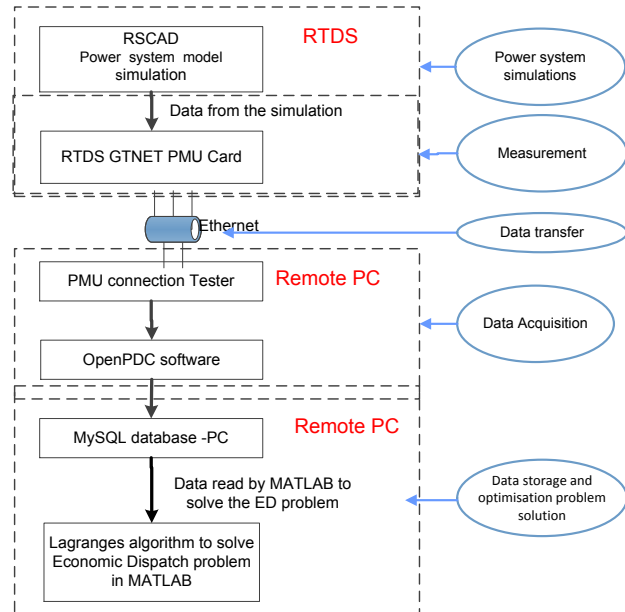 RSCAD
Power system model
simulation
RTDS
Power system
simulations
Data from the simulation
RTDS GTNET PMU Card
Measurement
Ethernet
Data transfer
PMU connection Tester
Remote PC
Data Acquisition
OpenPDC software
MySQL database -PC
Remote PC
Data read by MATLAB to
solve the ED problem
Data storage and
optimisation problem
solution
Lagranges algorithm to solve
Economic Dispatch problem
in MATLAB